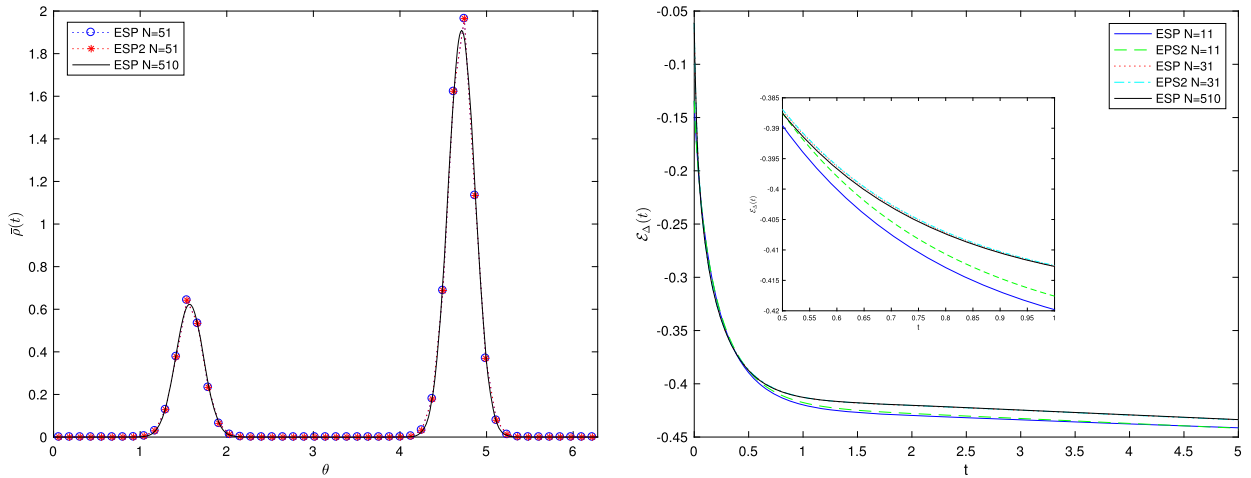 2
1.8
1.6
1.4
1.2
1
0.8
0.6
0.4
0.2
0
ρ̄(t)
ESP N=51
ESP2 N=51
ESP N=510
0 1 2 3 4 5 6
θ
-0.05
-0.1
-0.15
-0.2
-0.25
-0.3
-0.35
-0.4
-0.45
ℰ_Δ(t)
ESP N=11
EPS2 N=11
ESP N=31
EPS2 N=31
ESP N=510
-0.385
-0.39
-0.395
-0.4
-0.405
-0.41
-0.415
-0.42
ℰ_Δ(t)
0.5 0.55 0.6 0.65 0.7 0.75 0.8 0.85 0.9 0.95 1
t
0 0.5 1 1.5 2 2.5 3 3.5 4 4.5 5
t